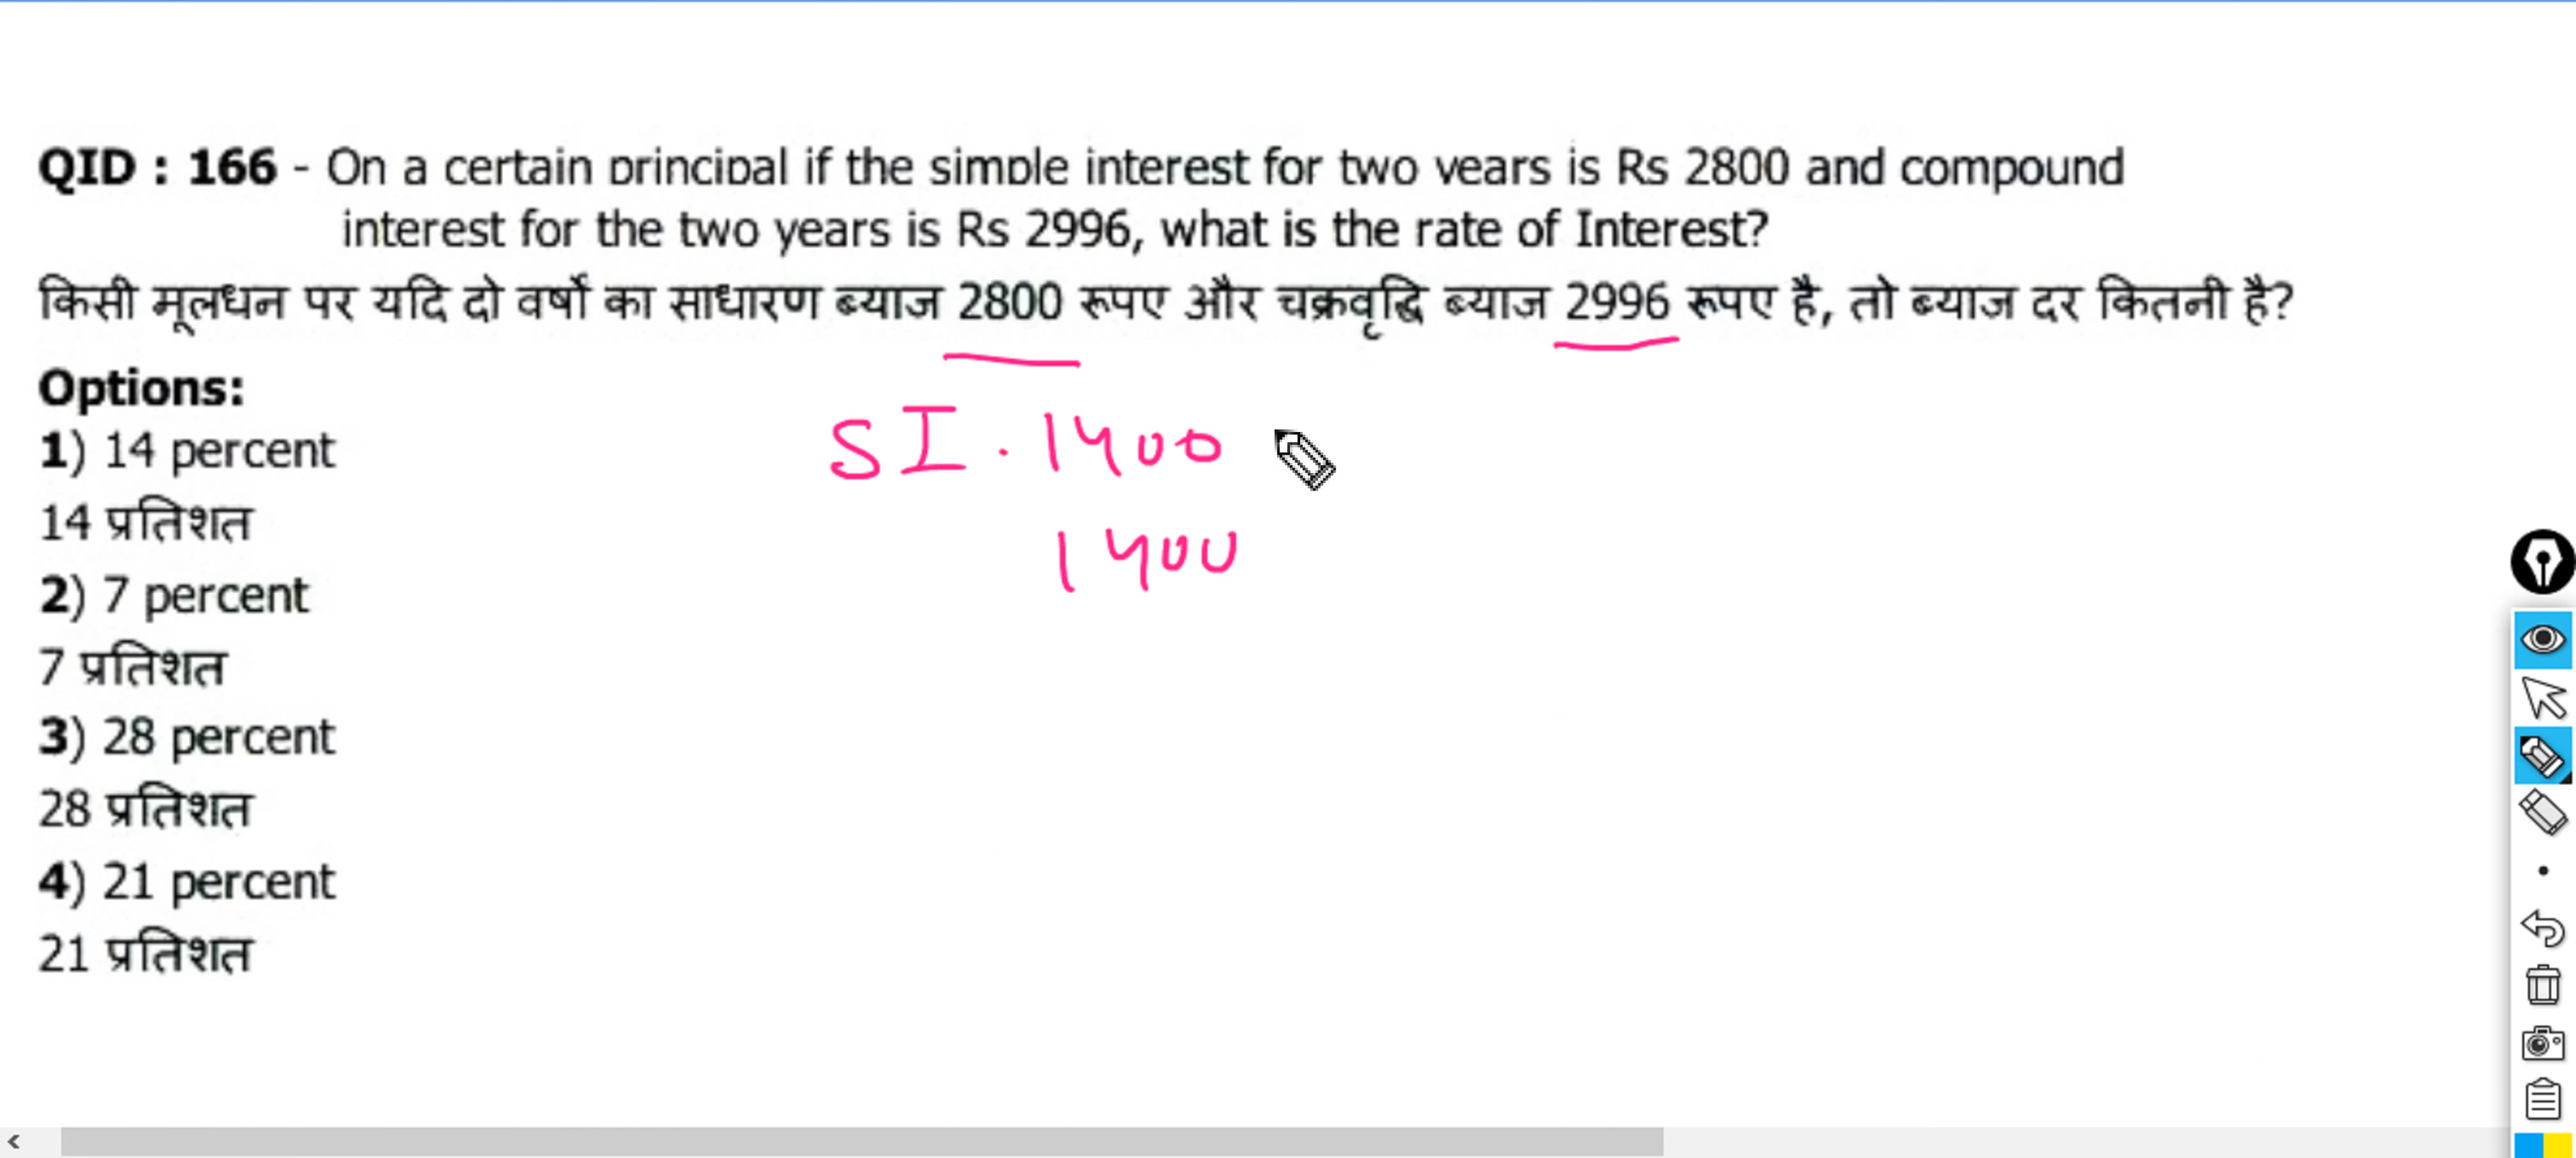 QID : 166 - On a certain principal if the simple interest for two years is Rs 2800 and compound
interest for the two years is Rs 2996, what is the rate of Interest?
किसी मूलधन पर यदि दो वर्षों का साधारण ब्याज 2800 रूपए और चक्रवृद्धि ब्याज 2996 रूपए है, तो ब्याज दर कितनी है?
Options:
1) 14 percent
14 प्रतिशत
2) 7 percent
7 प्रतिशत
3) 28 percent
28 प्रतिशत
4) 21 percent
21 प्रतिशत
SI. 1400
1400